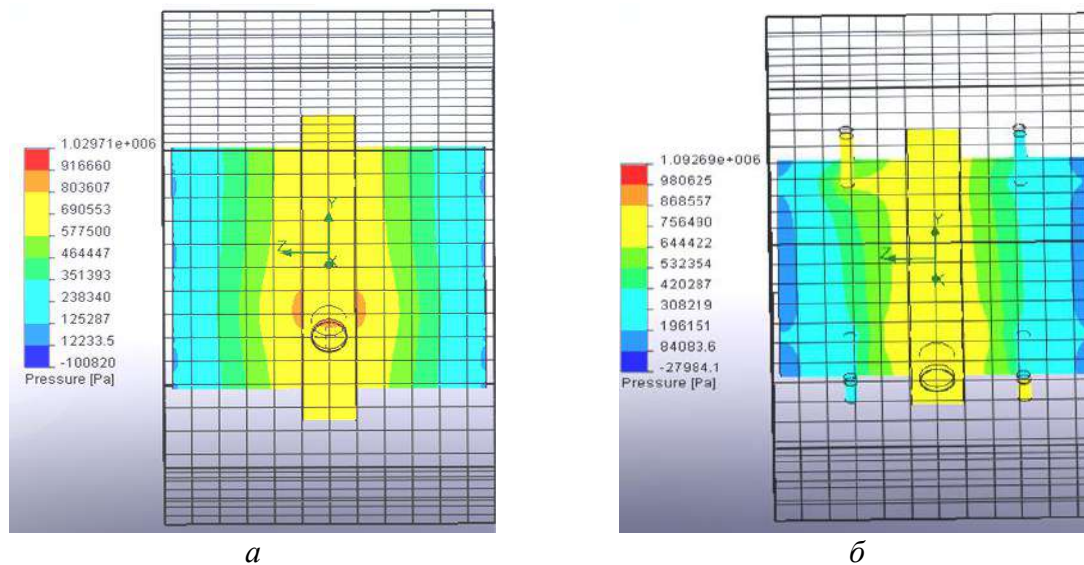 1.02971e+006
916660
803607
690553
577500
464447
351393
238340
125287
12233.5
-100820
Pressure [Pa]
Y
Z
X
а
1.09269e+006
980625
868557
756490
644422
532354
420287
308219
196151
84083.6
-27984.1
Pressure [Pa]
Y
Z
X
б